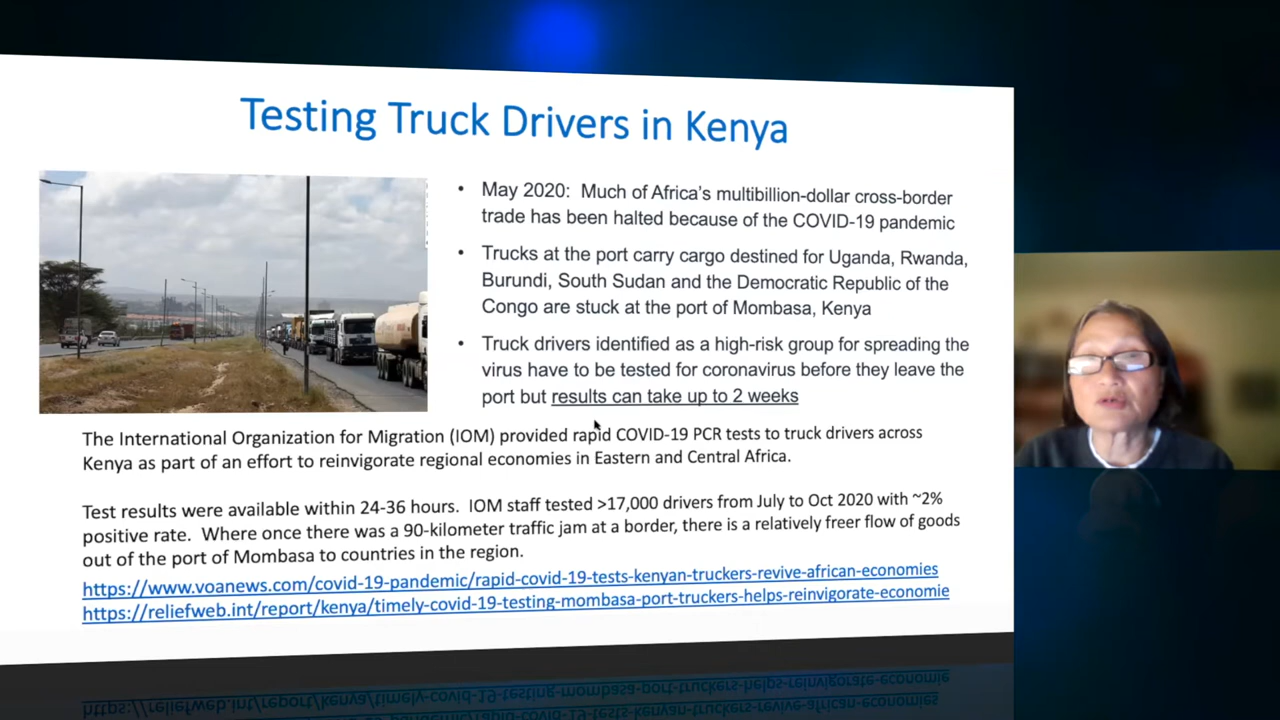 Testing Truck Drivers in Kenya
• May 2020: Much of Africa's multibillion-dollar cross-border
trade has been halted because of the COVID-19 pandemic
• Trucks at the port carry cargo destined for Uganda, Rwanda,
Burundi, South Sudan and the Democratic Republic of the
Congo are stuck at the port of Mombasa, Kenya
• Truck drivers identified as a high-risk group for spreading the
virus have to be tested for coronavirus before they leave the
port but results can take up to 2 weeks
The International Organization for Migration (IOM) provided rapid COVID-19 PCR tests to truck drivers across
Kenya as part of an effort to reinvigorate regional economies in Eastern and Central Africa.
Test results were available within 24-36 hours. IOM staff tested >17,000 drivers from July to Oct 2020 with ~2%
positive rate. Where once there was a 90-kilometer traffic jam at a border, there is a relatively freer flow of goods
out of the port of Mombasa to countries in the region.
https://www.voanews.com/covid-19-pandemic/rapid-covid-19-tests-kenyan-truckers-revive-african-economies
https://reliefweb.int/report/kenya/timely-covid-19-testing-mombasa-port-truckers-helps-reinvigorate-economie